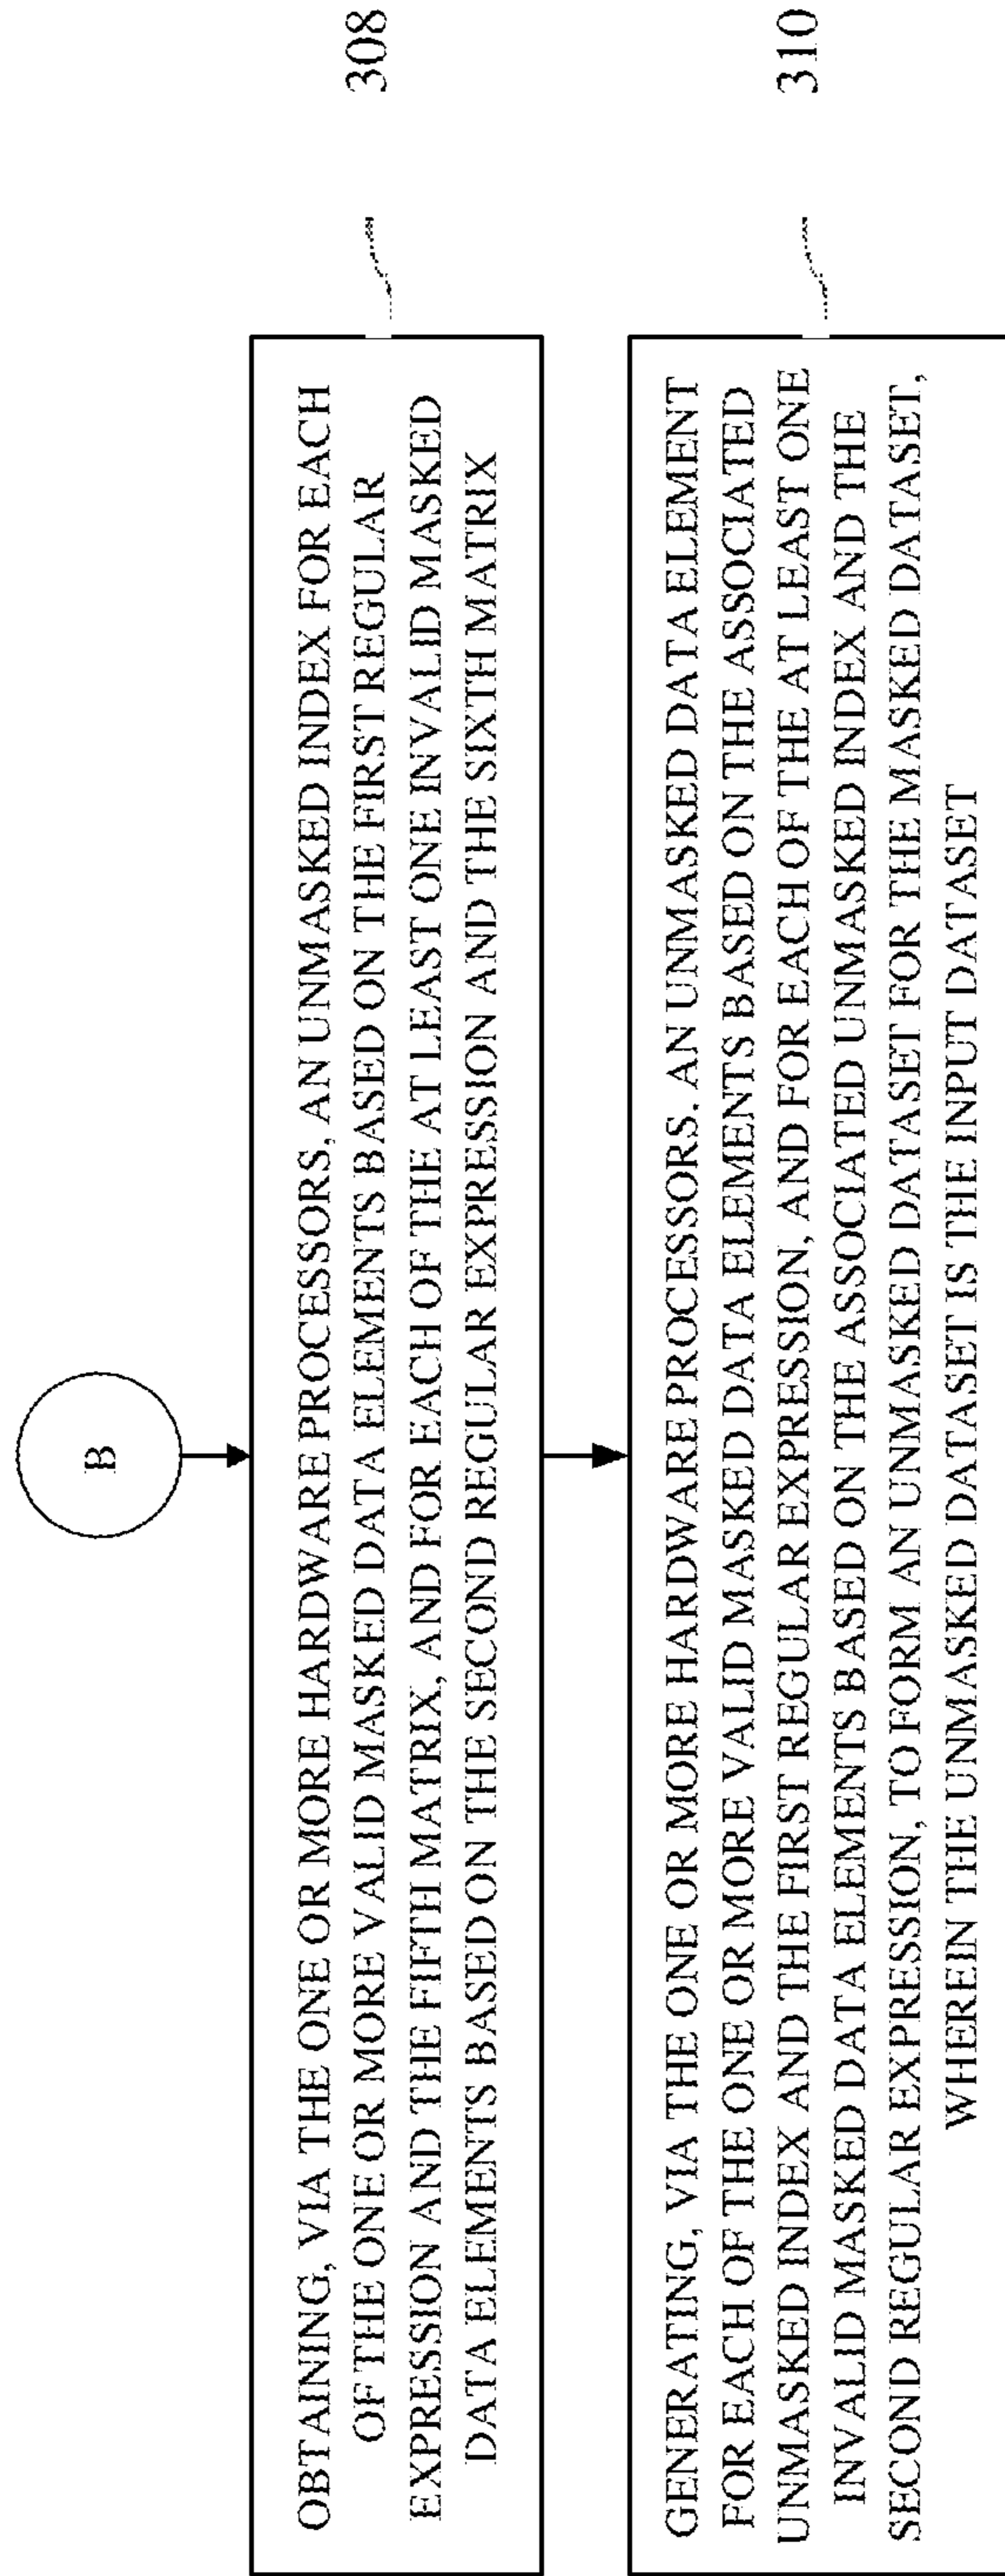 B
308
OBTAINING, VIA THE ONE OR MORE HARDWARE PROCESSORS, AN UNMASKED INDEX FOR EACH
OF THE ONE OR MORE VALID MASKED DATA ELEMENTS BASED ON THE FIRST REGULAR
EXPRESSION AND THE FIFTH MATRIX, AND FOR EACH OF THE AT LEAST ONE INVALID MASKED
DATA ELEMENTS BASED ON THE SECOND REGULAR EXPRESSION AND THE SIXTH MATRIX
310
GENERATING, VIA THE ONE OR MORE HARDWARE PROCESSORS, AN UNMASKED DATA ELEMENT
FOR EACH OF THE ONE OR MORE VALID MASKED DATA ELEMENTS BASED ON THE ASSOCIATED
UNMASKED INDEX AND THE FIRST REGULAR EXPRESSION, AND FOR EACH OF THE AT LEAST ONE
INVALID MASKED DATA ELEMENTS BASED ON THE ASSOCIATED UNMASKED INDEX AND THE
SECOND REGULAR EXPRESSION, TO FORM AN UNMASKED DATASET FOR THE MASKED DATASET,
WHEREIN THE UNMASKED DATASET IS THE INPUT DATASET